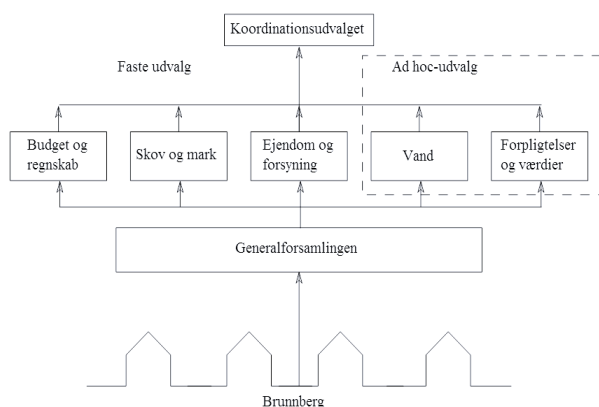 Koordinationsudvalget
Faste udvalg
Ad hoc-udvalg
Budget og
regnskab
Skov og mark
Ejendom og
forsyning
Vand
Forpligtelser
og værdier
Generalforsamlingen
Brunnberg